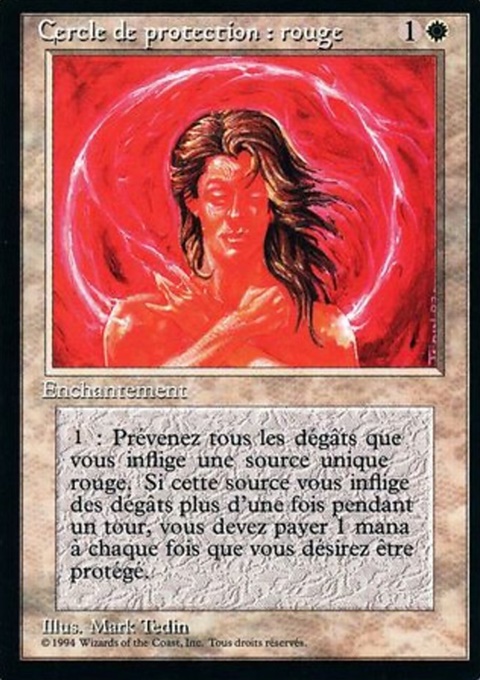 Cercle de protection : rouge 1
Enchantement
1 : Prévenez tous les dégâts que
vous inflige une source unique
rouge. Si cette source vous inflige
des dégâts plus d'une fois pendant
un tour, vous devez payer 1 mana
à chaque fois que vous désirez être
protégé.
Illus. Mark Tedin
© 1994 Wizards of the Coast, Inc. Tous droits réservés.